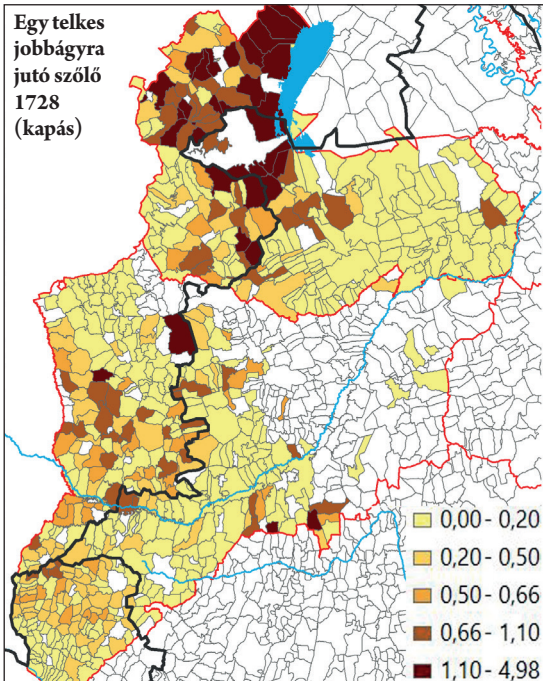 Egy telkes
jobbágyra
jutó szőlő
1728
(kapás)
0,00 - 0,20
0,20 - 0,50
0,50 - 0,66
0,66 - 1,10
1,10 - 4,98